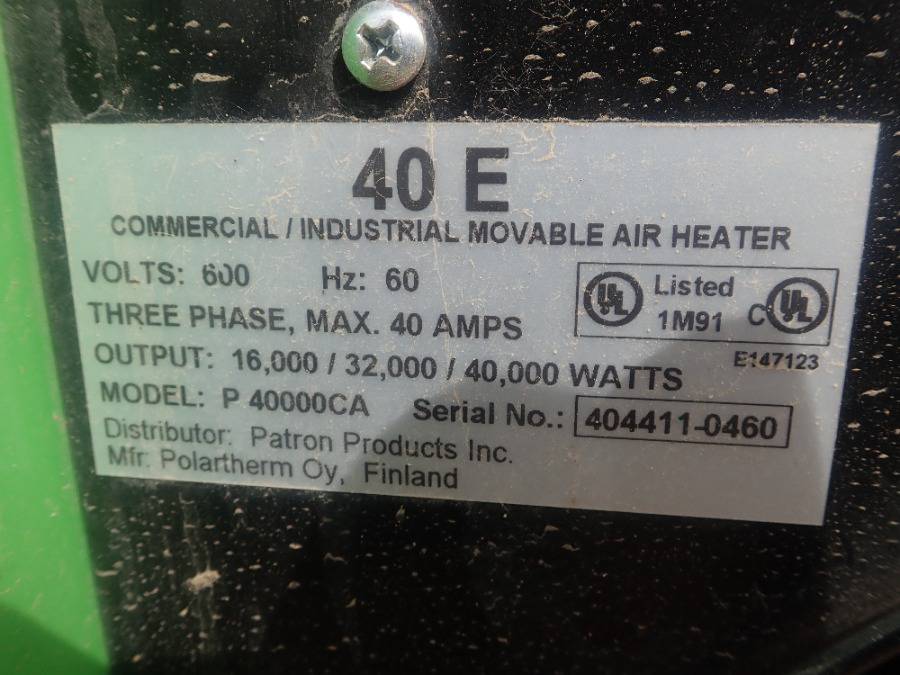 40 E
COMMERCIAL / INDUSTRIAL MOVABLE AIR HEATER
VOLTS: 600 Hz: 60
THREE PHASE, MAX. 40 AMPS
UL Listed 1M91 C UL
E147123
OUTPUT: 16,000 / 32,000 / 40,000 WATTS
MODEL: P 40000CA Serial No.: 404411-0460
Distributor: Patron Products Inc.
Mfr: Polartherm Oy, Finland